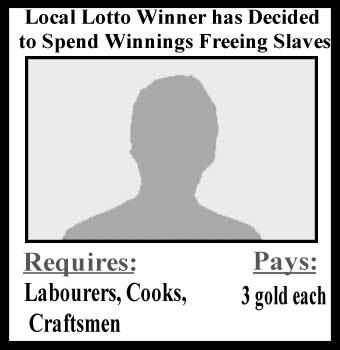 Local Lotto Winner has Decided
to Spend Winnings Freeing Slaves
Requires: Pays:
Labourers, Cooks, 3 gold each
Craftsmen